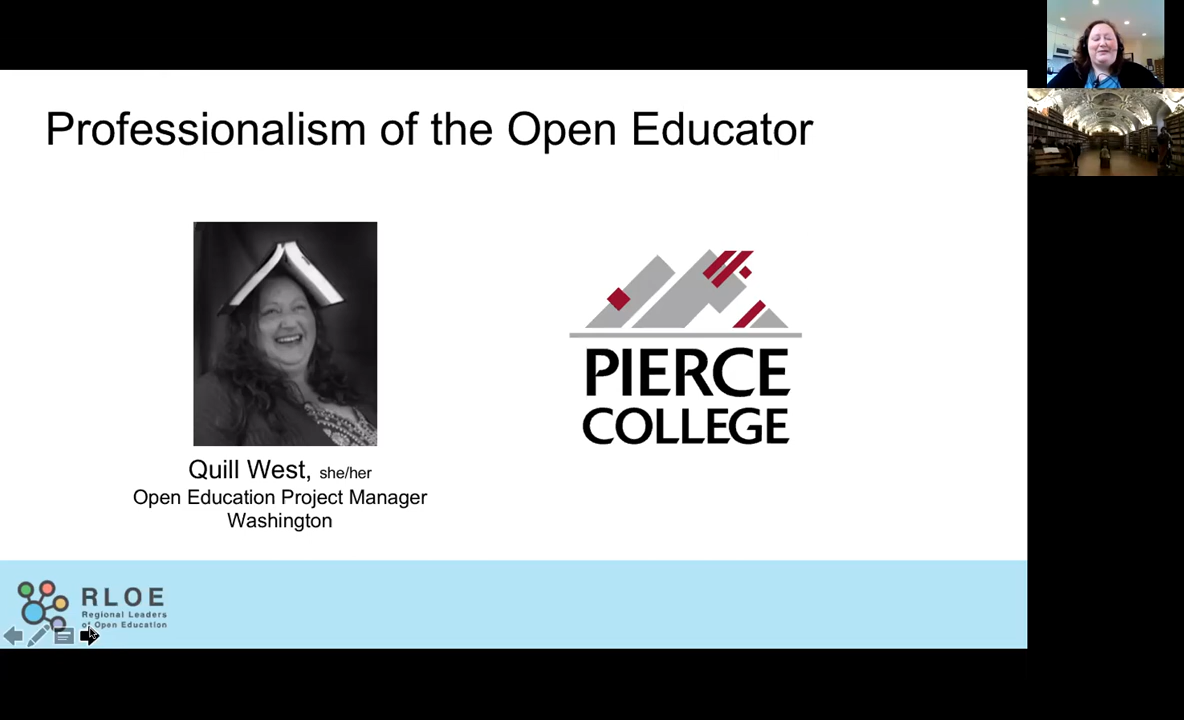 Professionalism of the Open Educator
PIERCE
COLLEGE
Quill West, she/her
Open Education Project Manager
Washington
RLOE
Regional Leaders
of Open Education